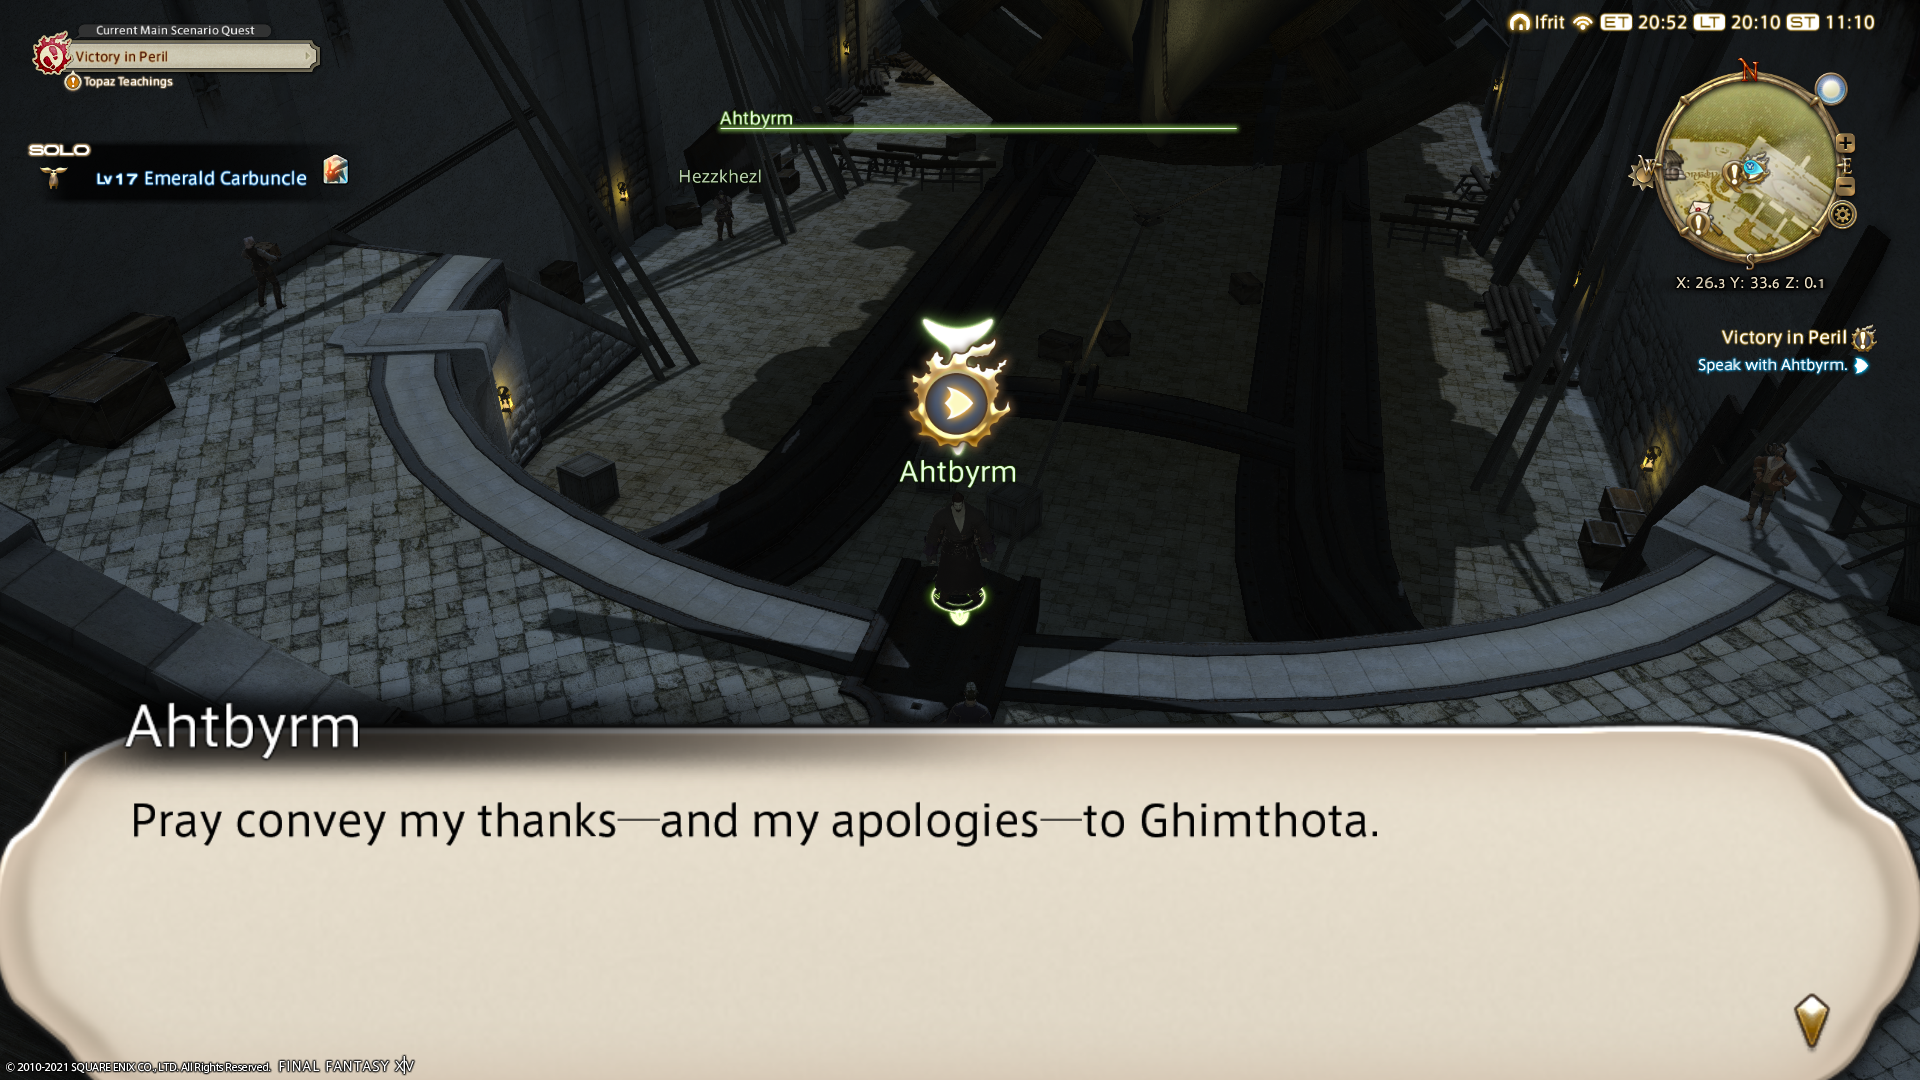 Current Main Scenario Quest
Victory in Peril
Topaz Teachings
Ifrit ET 20:52 LT 20:10 ST 11:10
N
W
E
S
X: 26.3 Y: 33.6 Z: 0.1
Victory in Peril
Speak with Ahtbyrm.
SOLO
Lv17 Emerald Carbuncle
Ahtbyrm
Hezzkhezl
Ahtbyrm
Ahtbyrm
Pray convey my thanks—and my apologies—to Ghimthota.
© 2010-2021 SQUARE ENIX CO., LTD. All Rights Reserved. FINAL FANTASY XIV